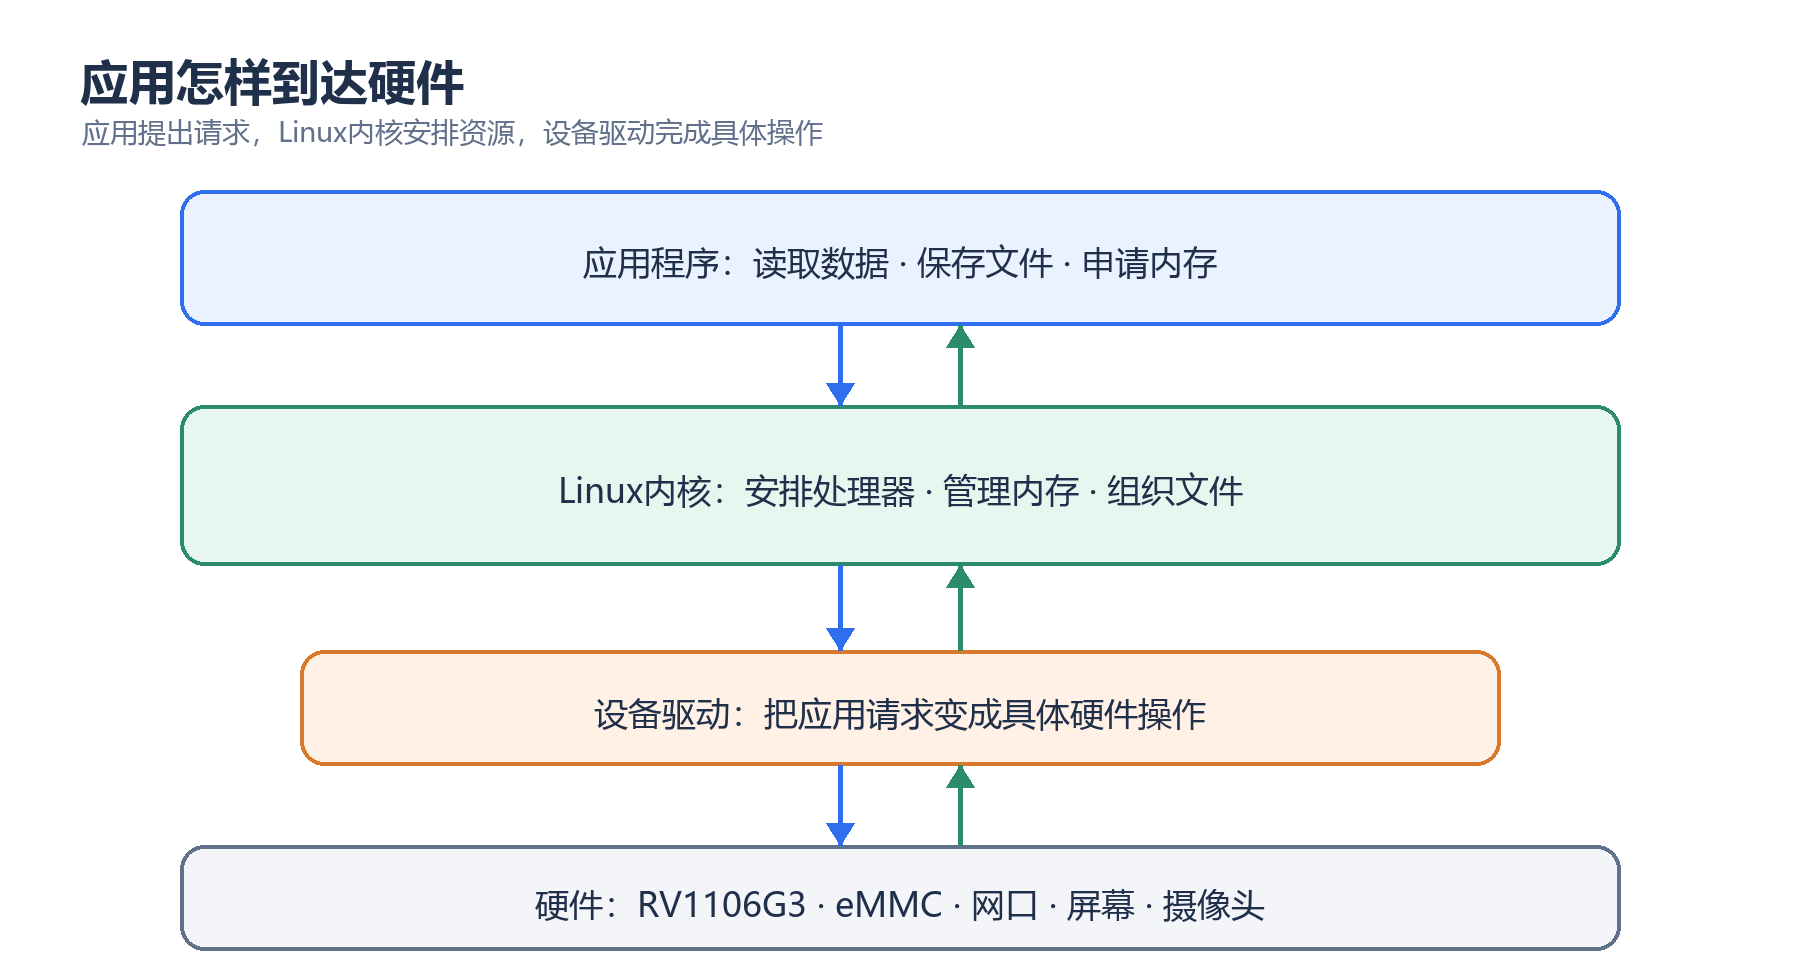 应用怎样到达硬件
应用提出请求，Linux内核安排资源，设备驱动完成具体操作
应用程序：读取数据 · 保存文件 · 申请内存
Linux内核：安排处理器 · 管理内存 · 组织文件
设备驱动：把应用请求变成具体硬件操作
硬件：RV1106G3 · eMMC · 网口 · 屏幕 · 摄像头